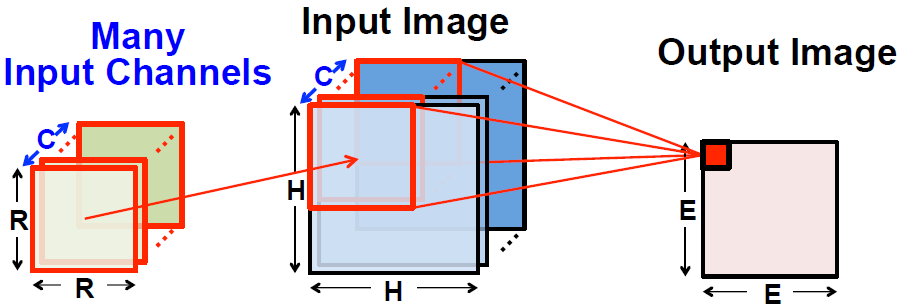 Many
Input Channels
C
R
R
Input Image
C
H
H
Output Image
E
E